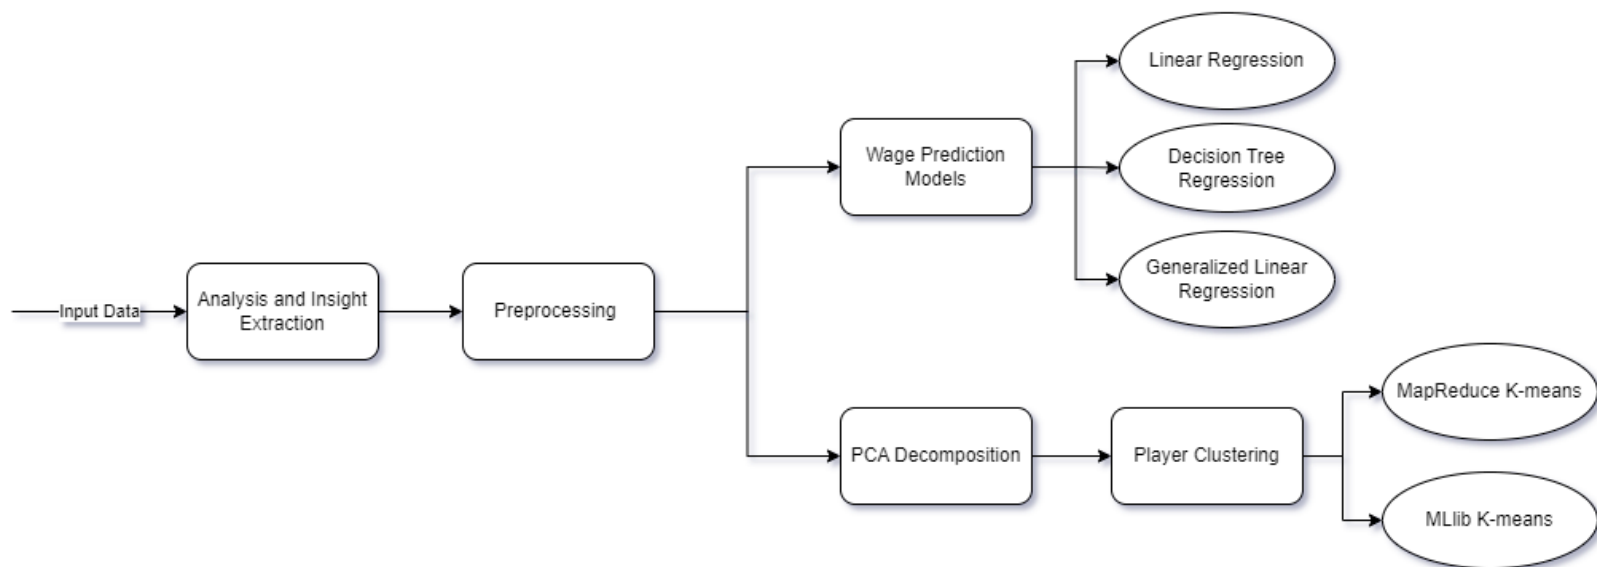 Input Data
Analysis and Insight
Extraction
Preprocessing
Wage Prediction
Models
Linear Regression
Decision Tree
Regression
Generalized Linear
Regression
PCA Decomposition
Player Clustering
MapReduce K-means
MLlib K-means